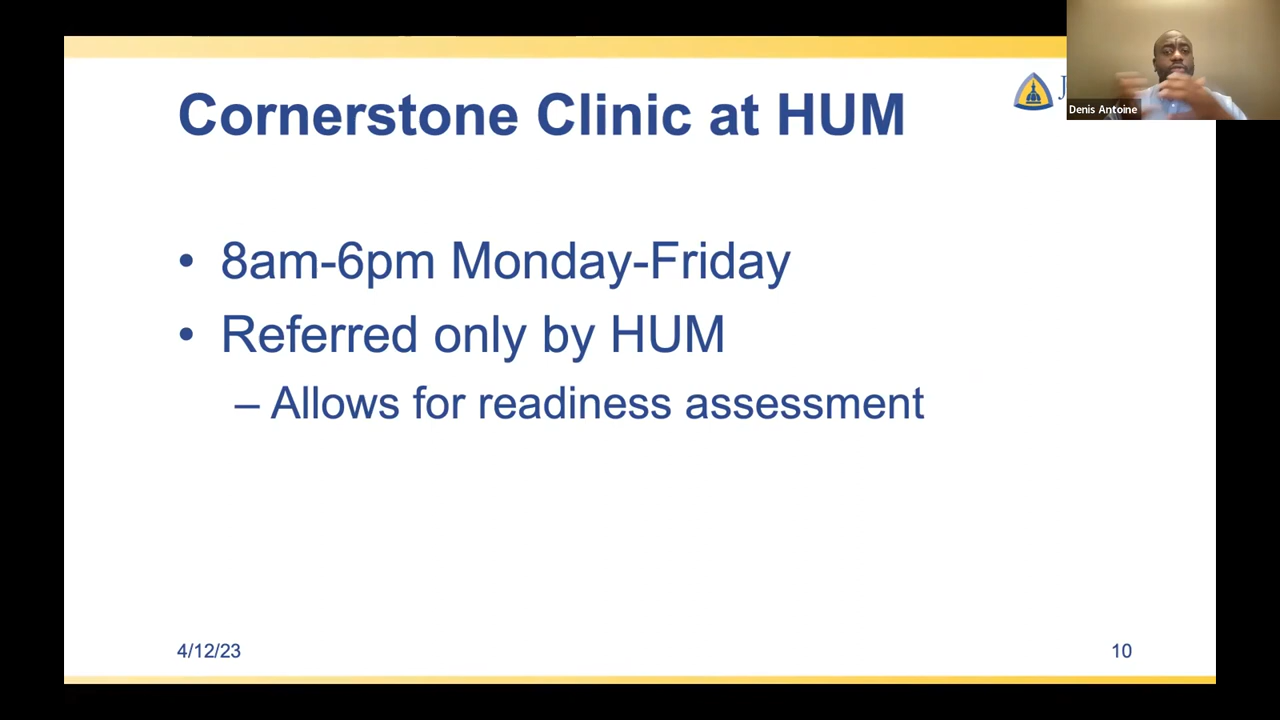 Cornerstone Clinic at HUM
Denis Antoine
• 8am-6pm Monday-Friday
• Referred only by HUM
– Allows for readiness assessment
4/12/23
10